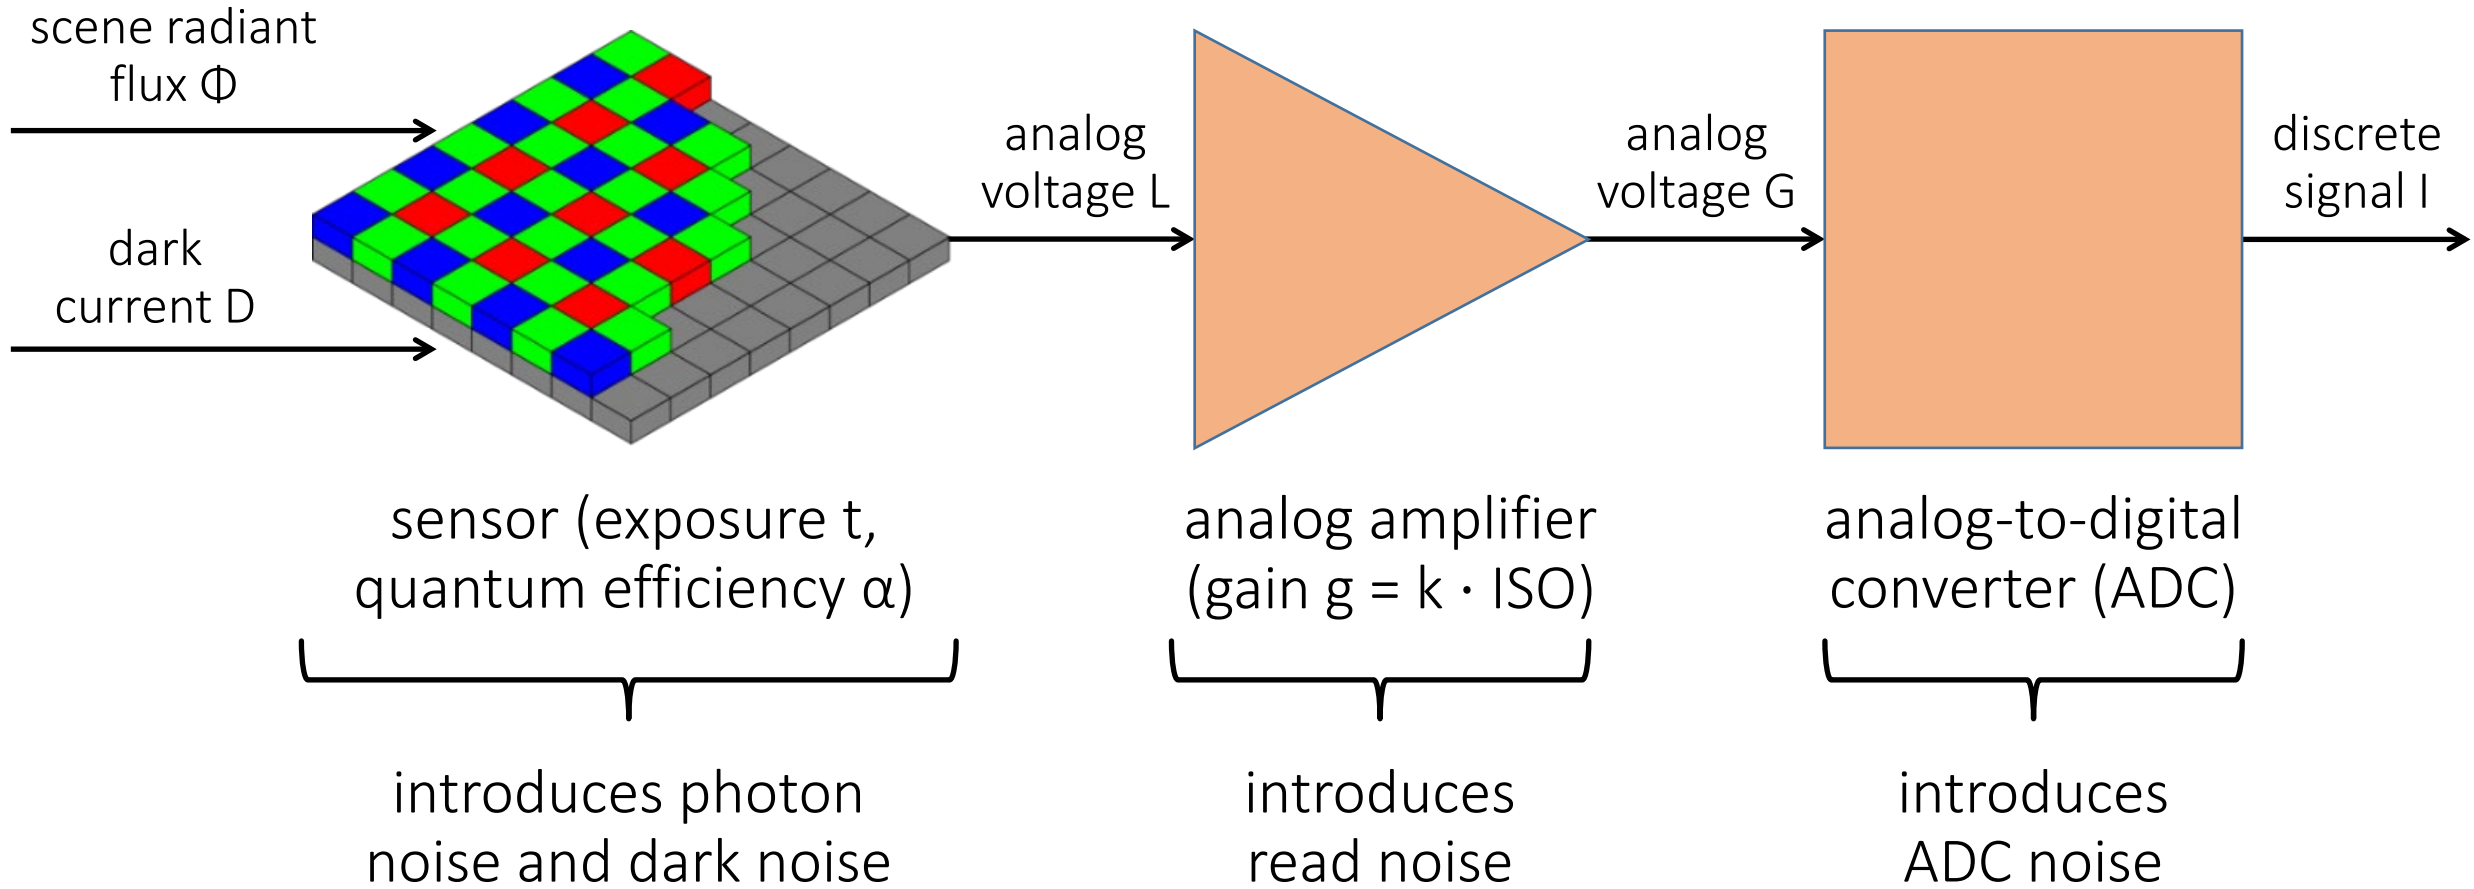 scene radiant
flux Φ
dark
current D
analog
voltage L
analog
voltage G
discrete
signal I
sensor (exposure t,
quantum efficiency α)
analog amplifier
(gain g = k · ISO)
analog-to-digital
converter (ADC)
introduces photon
noise and dark noise
introduces
read noise
introduces
ADC noise